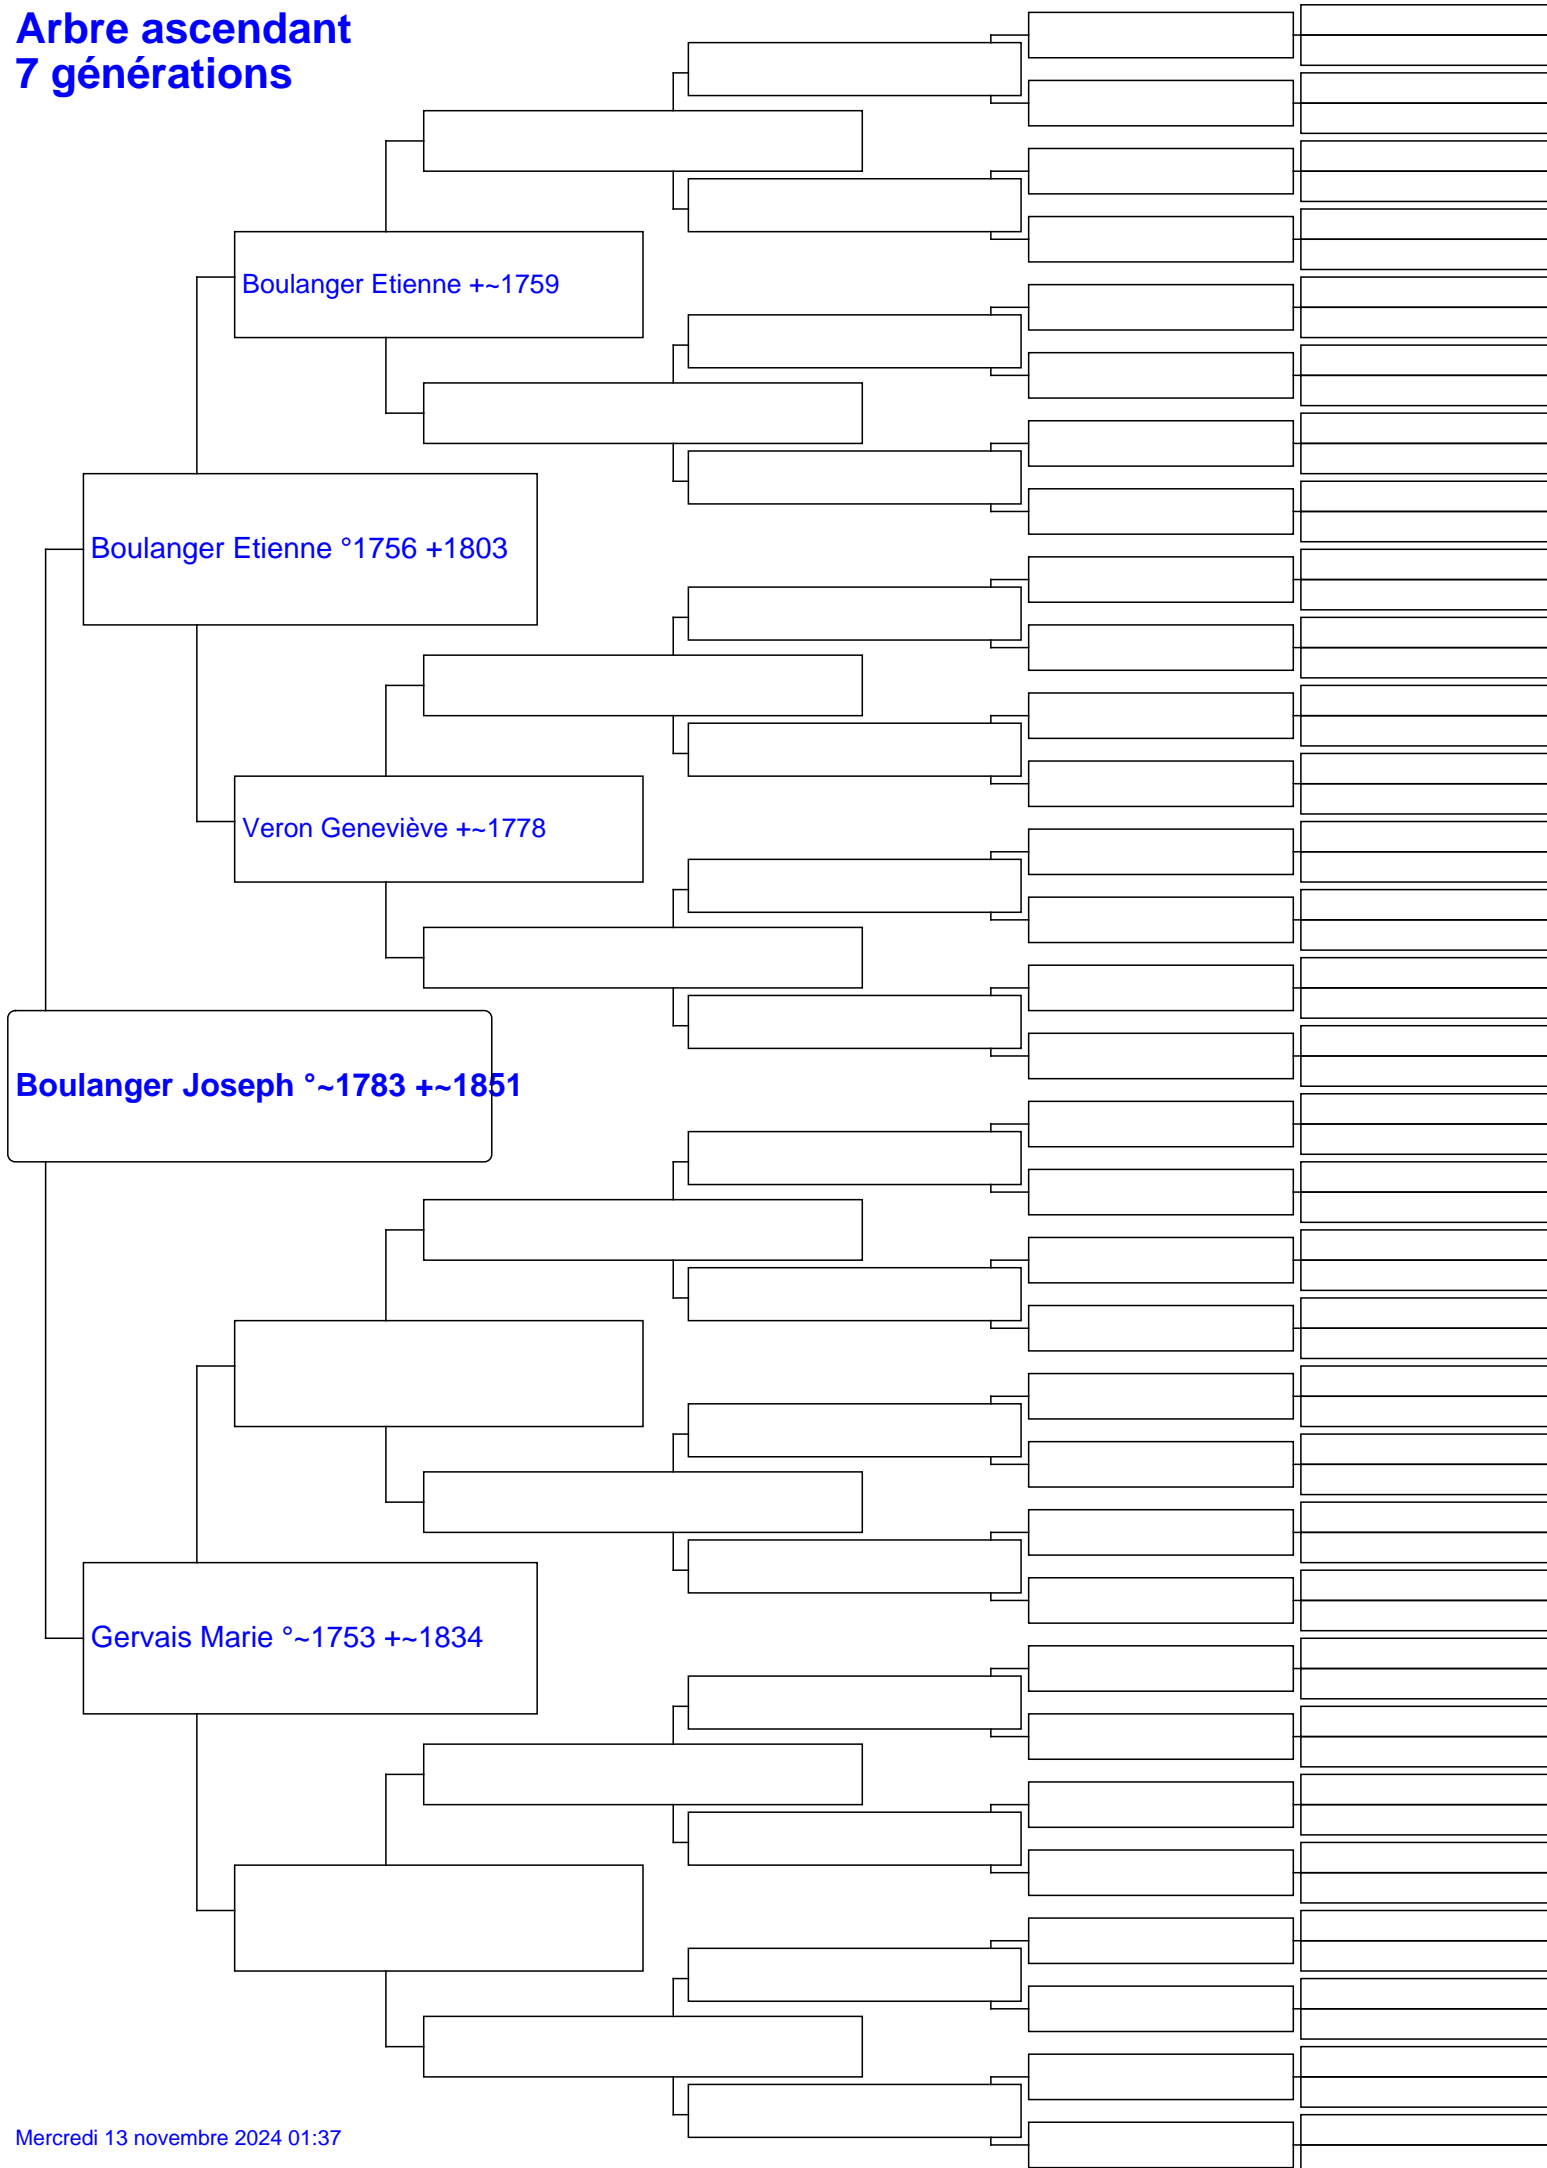 Arbre ascendant
7 générations
Boulanger Etienne +~1759
Boulanger Etienne °1756 +1803
Veron Geneviève +~1778
Boulanger Joseph °~1783 +~1851
Gervais Marie °~1753 +~1834
Mercredi 13 novembre 2024 01:37